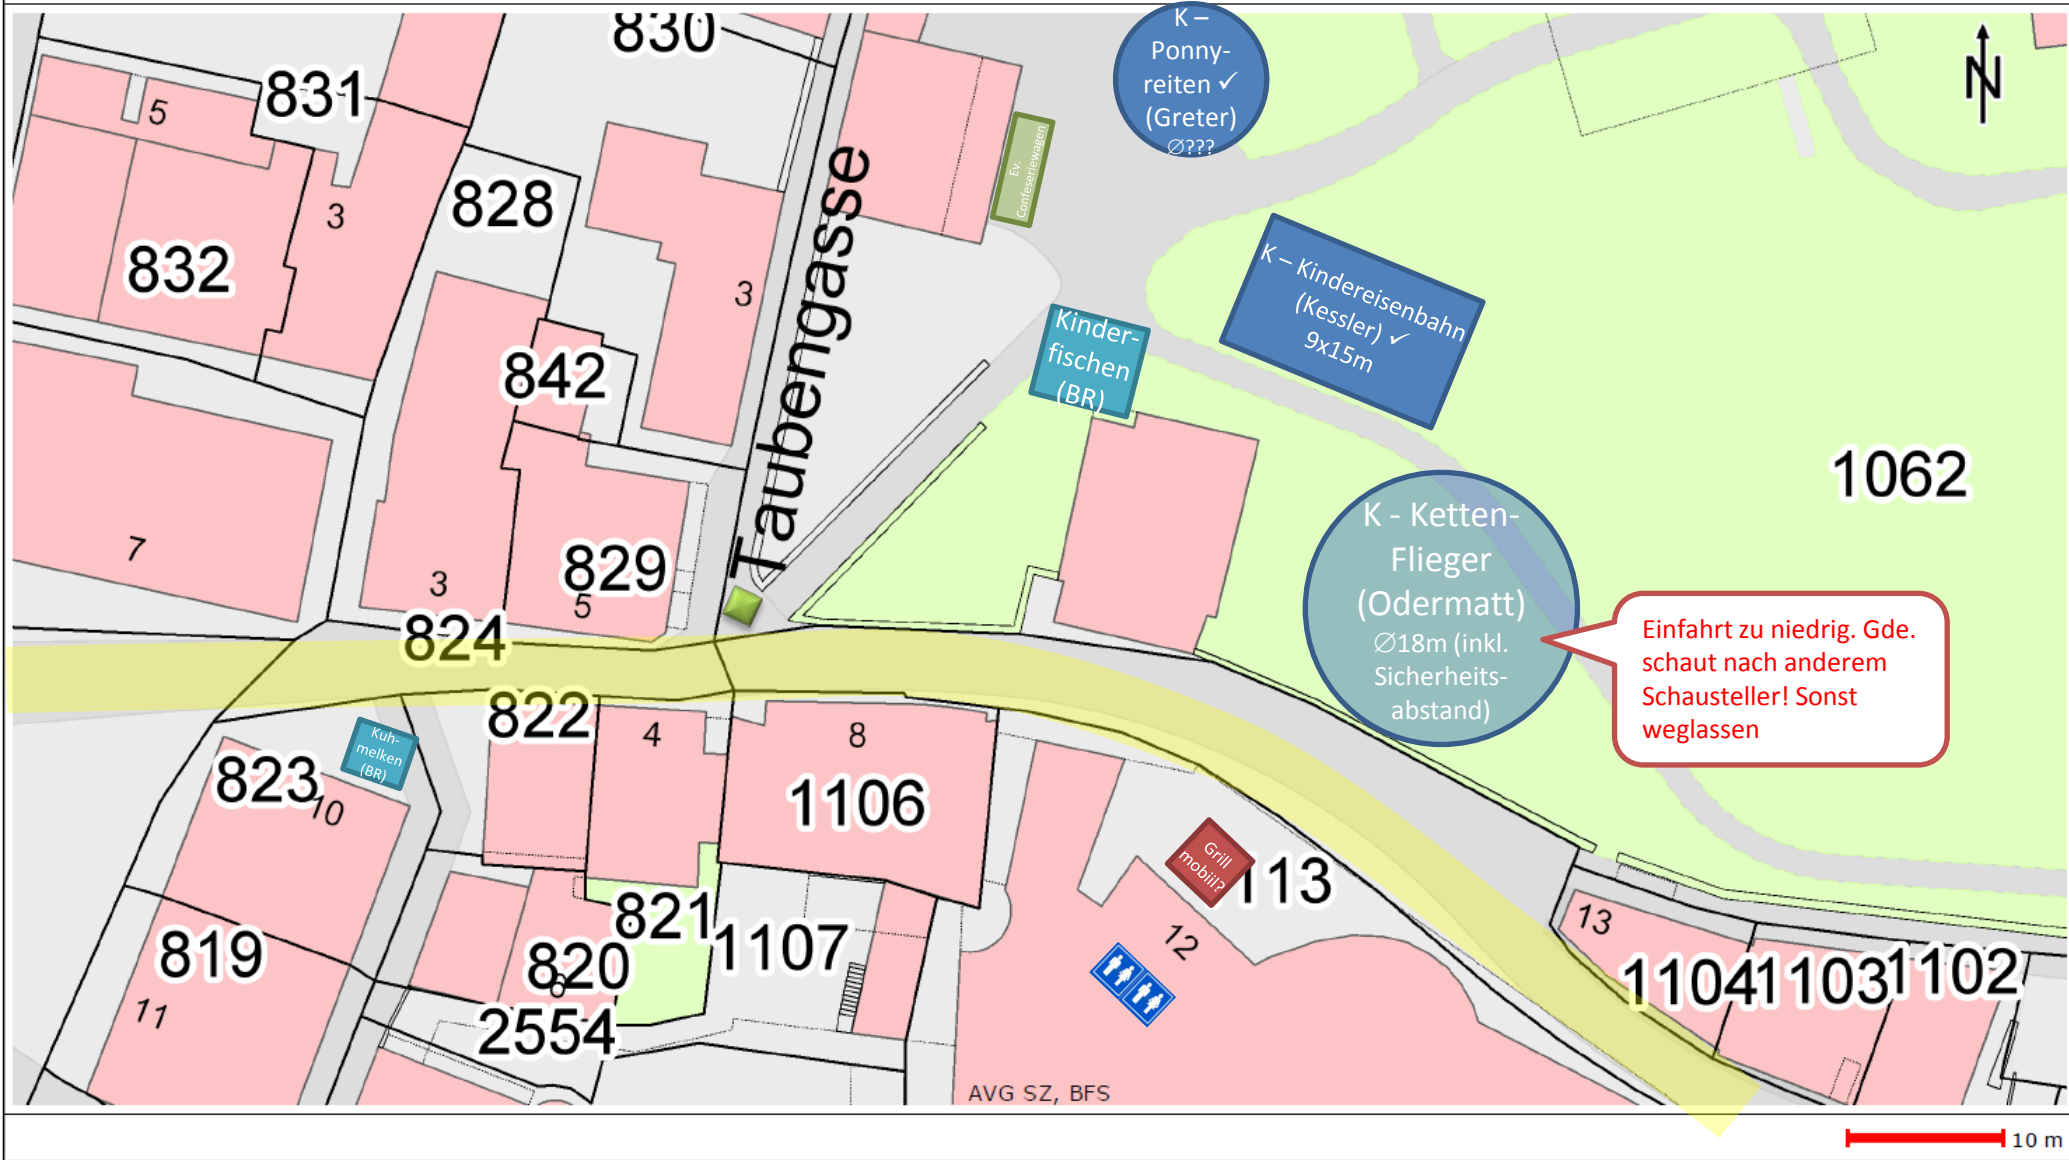 830
K –
Ponny-
reiten ✓
(Greter)
∅???
N
831
5
Ev.
Confeseriewagen
828
3
832
3
Taubengasse
K – Kindereisenbahn
(Kessler) ✓
9x15m
Kinder-
fischen
(BR)
842
1062
7
3
829
5
K - Ketten-
Flieger
(Odermatt)
∅18m (inkl.
Sicherheits-
abstand)
Einfahrt zu niedrig. Gde.
schaut nach anderem
Schausteller! Sonst
weglassen
824
822
4
8
Kuh-
melken
(BR)
823
10
1106
Grill
mobiil?
113
821
1107
12
13
819
820
6
1104
1103
1102
11
2554
AVG SZ, BFS
10 m